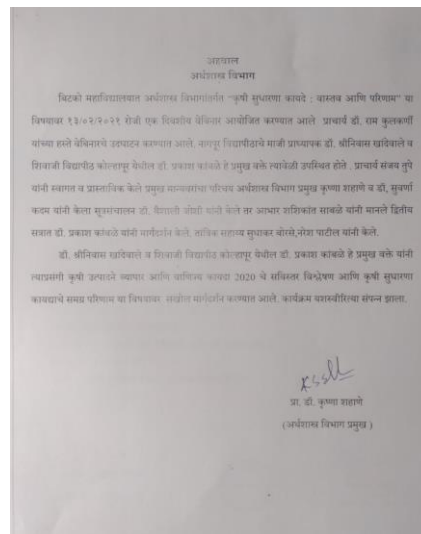 अहवाल
अर्थशास्त्र विभाग
बिटको महाविद्यालयात अर्थशास्त्र विभागांतर्गत "कृषी सुधारणा कायदे : वास्तव आणि परिणाम" या
विषयावर १३/०२/२०२१ रोजी एक दिवशीय वेबिनार आयोजित करण्यात आले. प्राचार्य डॉ. राम कुलकर्णी
यांच्या हस्ते वेबिनारचे उदघाटन करण्यात आले. नागपूर विद्यापीठाचे माजी प्राध्यापक डॉ. श्रीनिवास खांदेवाले व
शिवाजी विद्यापीठ कोल्हापूर येथील डॉ. प्रकाश कांबळे हे प्रमुख वक्ते त्यावेळी उपस्थित होते . प्राचार्य संजय तुपे
यांनी स्वागत व प्रास्ताविक केले प्रमुख मान्यवरांचा परिचय अर्थशास्त्र विभाग प्रमुख कृष्णा शहाणे व डॉ. सुवर्णा
कदम यांनी केला सूत्रसंचालन डॉ. वैशाली जोशी यांनी केले तर आभार शशिकांत साबळे यांनी मानले द्वितीय
सत्रात डॉ. प्रकाश कांबळे यांनी मार्गदर्शन केले. तांत्रिक सहाय्य सुधाकर बोरसे,नरेश पाटील यांनी केले.
डॉ. श्रीनिवास खांदेवाले व शिवाजी विद्यापीठ कोल्हापूर येथील डॉ. प्रकाश कांबळे हे प्रमुख वक्ते यांनी
त्याप्रसंगी कृषी उत्पादने व्यापार आणि वाणिज्य कायदा 2020 चे सविस्तर विश्लेषण आणि कृषी सुधारणा
कायद्याचे समग्र परिणाम या विषयावर सखोल मार्गदर्शन करण्यात आले. कार्यक्रम यशस्वीरित्या संपन्न झाला.
प्रा. डॉ. कृष्णा शहाणे
(अर्थशास्त्र विभाग प्रमुख )